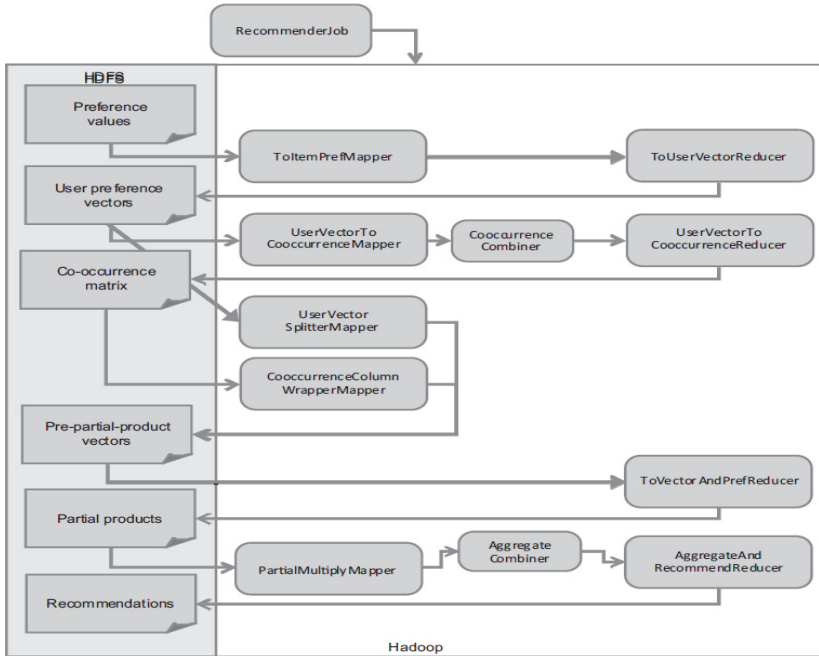 RecommenderJob
HDFS
Preference
values
ToItemPrefMapper
ToUserVectorReducer
User preference
vectors
UserVectorTo
CooccurrenceMapper
Cooccurrence
Combiner
UserVectorTo
CooccurrenceReducer
Co-occurrence
matrix
UserVector
SplitterMapper
CooccurrenceColumn
WrapperMapper
Pre-partial-product
vectors
ToVectorAndPrefReducer
Partial products
PartialMultiplyMapper
Aggregate
Combiner
AggregateAnd
RecommendReducer
Recommendations
Hadoop